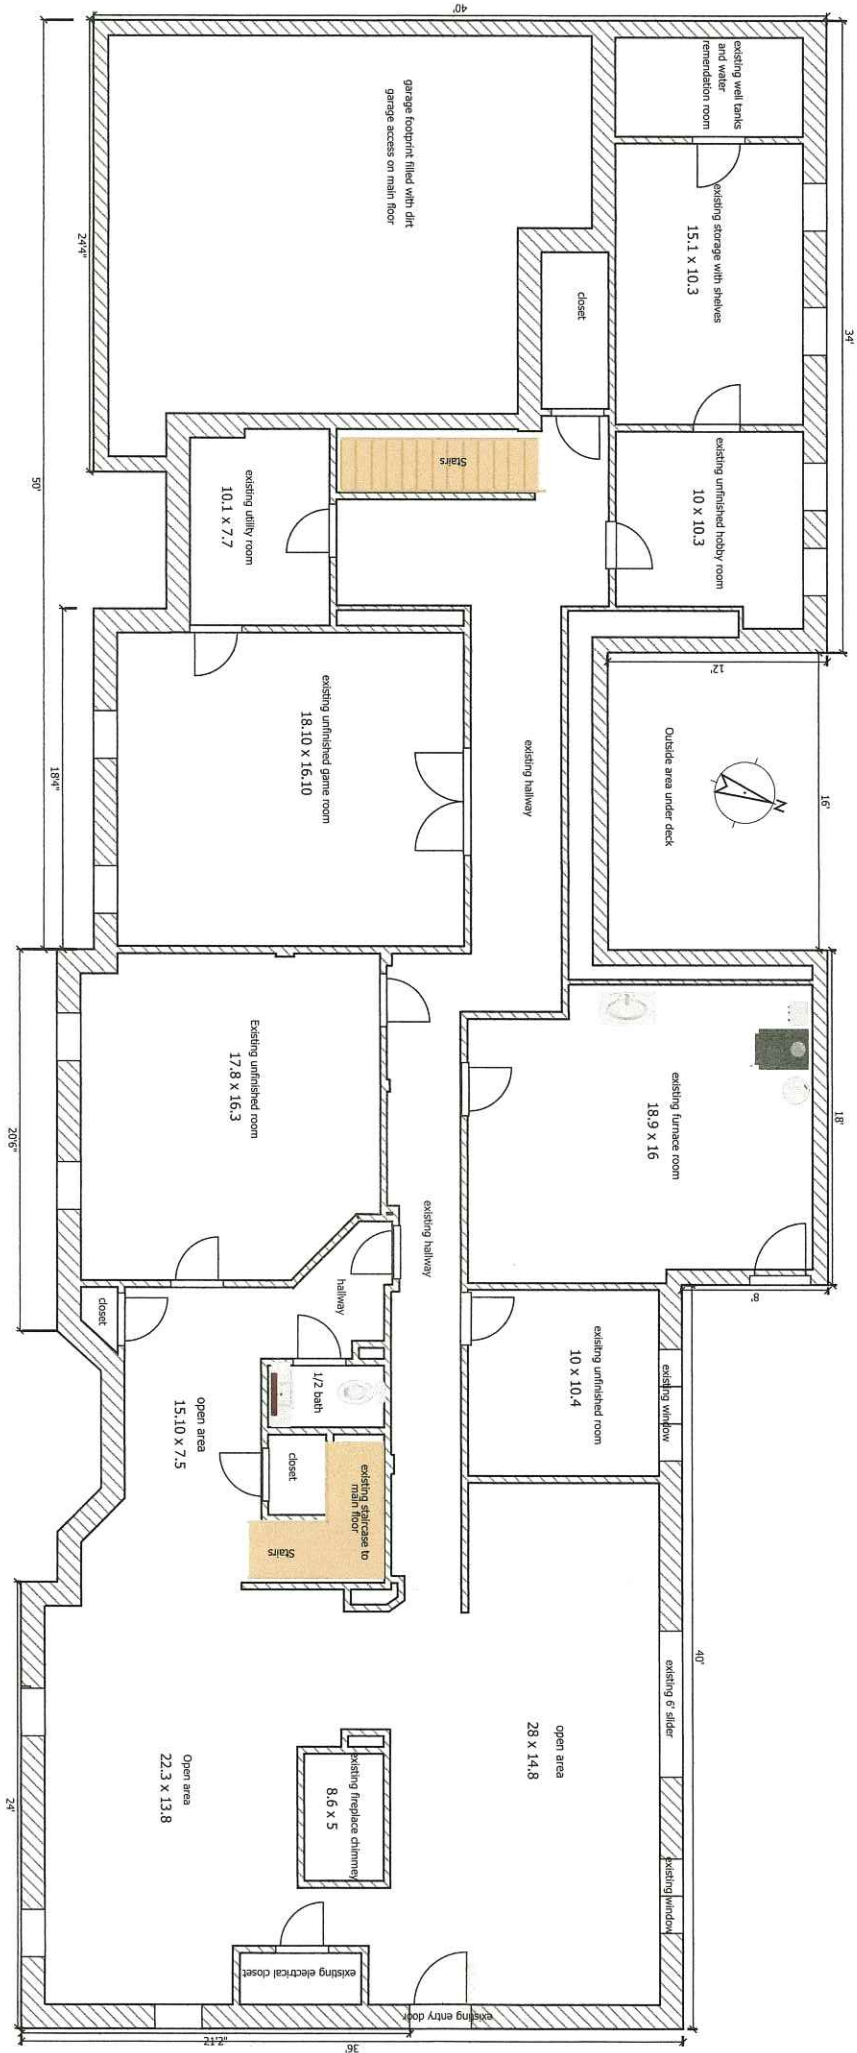 40'
existing well tanks
and water
remendation room
garage footprint filled with dirt
garage access on main floor
24'4"
50'
existing storage with shelves
15.1 x 10.3
34'
closet
Stairs
existing utility room
10.1 x 7.7
existing unfinished hobby room
10 x 10.3
12'
existing unfinished game room
18.10 x 16.10
existing hallway
Outside area under deck
N
16'
18'4"
Existing unfinished room
17.8 x 16.3
existing furnace room
18.9 x 16
18'
20'6"
existing hallway
hallway
closet
8'
1/2 bath
exisitng unfinished room
10 x 10.4
existing window
open area
15.10 x 7.5
closet
existing staircase to
main floor
Stairs
40'
existing 6' slider
open area
28 x 14.8
Open area
22.3 x 13.8
existing fireplace chimmey
8.6 x 5
24'
existing window
existing electrical closet
existing entry door
21'2"
36'